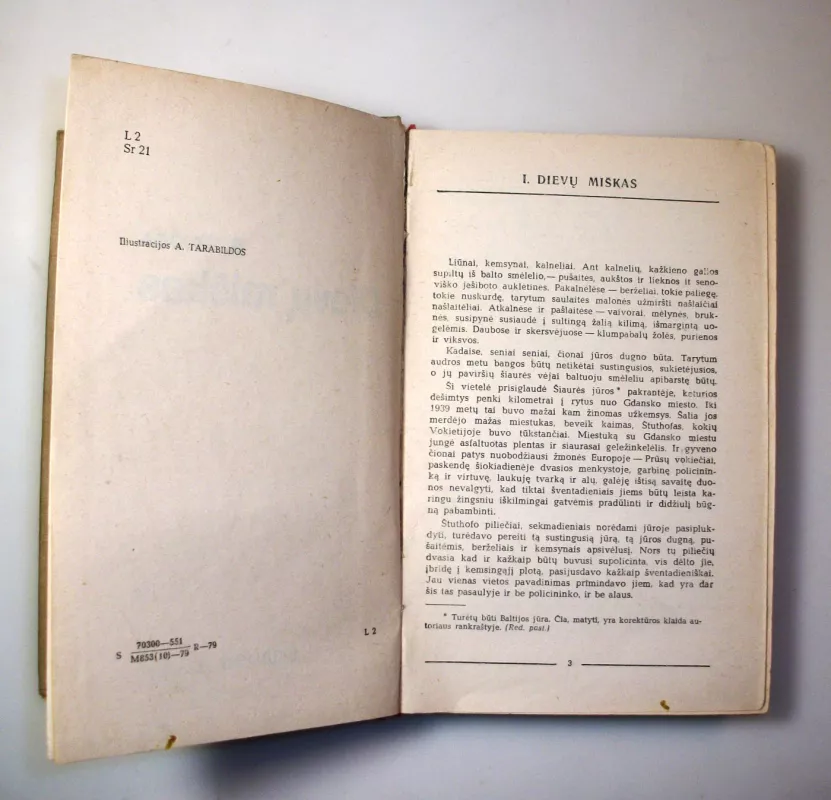 L 2
Sr 21
Iliustracijos A. TARABILDOS
S 70300—551
M853(10)—79 R—79
L 2
I. DIEVŲ MIŠKAS
Liūnai, kemsynai, kalneliai. Ant kalnelių, kažkieno galios
supiltų iš balto smėlelio,— pušaitės, aukštos ir lieknos it seno-
viško ješiboto auklėtinės. Pakalnėlėse — berželiai, tokie paliegę,
tokie nuskurdę, tarytum saulaitės malonės užmiršti našlaičiai
našlaitėliai. Atkalnėse ir pašlaitėse — vaivorai, mėlynės, bruk-
nės, susipynė susiaudė į sultingą žalią kilimą, išmargintą uo-
gelėmis. Daubose ir skersvėjuose — klumpabalų žolės, purienos
ir viksvos.
Kadaise, seniai seniai, čionai jūros dugno būta. Tarytum
audros metu bangos būtų netikėtai sustingusios, sukietėjusios,
o jų paviršių šiaurės vėjai baltuoju smėleliu apibarstę būtų.
Ši vietelė prisiglaudė Šiaurės jūros * pakrantėje, keturios
dešimtys penki kilometrai į rytus nuo Gdansko miesto. Iki
1939 metų tai buvo mažai kam žinomas užkemsys. Šalia jos
merdėjo mažas miestukas, beveik kaimas, Štuthofas, kokių
Vokietijoje buvo tūkstančiai. Miestuką su Gdansko miestu
jungė asfaltuotas plentas ir siaurasai geležinkelėlis. Ir gyveno
čionai patys nuobodžiausi žmonės Europoje — Prūsų vokiečiai,
paskendę šiokiadienėje dvasios menkystoje, garbinę policinin-
ką ir virtuvę, laukuję tvarką ir alų, galėję ištisą savaitę duo-
nos nevalgyti, kad tiktai šventadieniais jiems būtų leista ka-
ringu žingsniu iškilmingai gatvėmis pradūlinti ir didžiulį būg-
ną pabambinti.
Štuthofo piliečiai, sekmadieniais norėdami jūroje pasipluk-
dyti, turėdavo pereiti tą sustingusią jūrą, tą jūros dugną, pu-
šaitėmis, berželiais ir kemsynais apsivėlusį. Nors tų piliečių
dvasia kad ir kažkaip būtų buvusi supolicinta, vis dėlto jie,
įbridę į kemsingąjį plotą, pasijusdavo kažkaip šventadieniškai.
Jau vienas vietos pavadinimas primindavo jiem, kad yra dar
šis tas pasaulyje ir be policininko, ir be alaus.
* Turėtų būti Baltijos jūra. Čia, matyti, yra korektūros klaida au-
toriaus rankraštyje. (Red. past.)
3